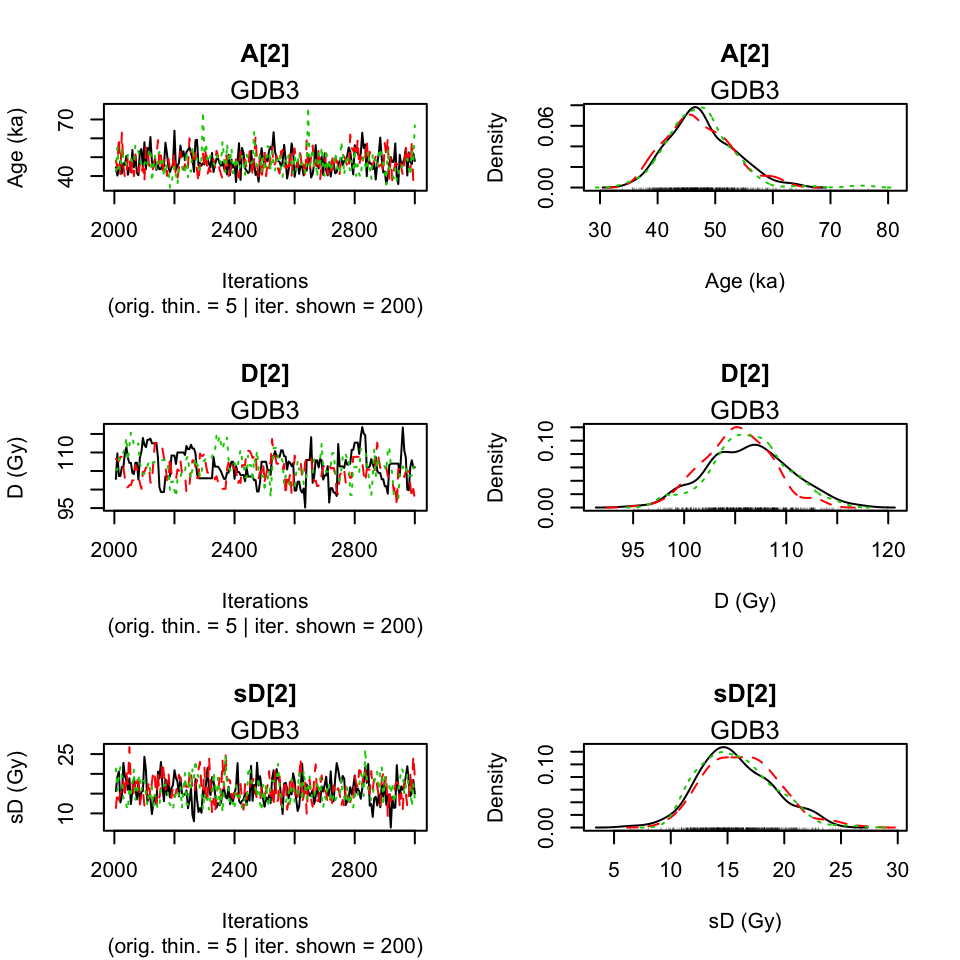 A[2]
GDB3
Age (ka)
70
40
2000 2400 2800
Iterations
(orig. thin. = 5 | iter. shown = 200)
A[2]
GDB3
Density
0.06
0.00
30 40 50 60 70 80
Age (ka)
D[2]
GDB3
D (Gy)
110
95
2000 2400 2800
Iterations
(orig. thin. = 5 | iter. shown = 200)
D[2]
GDB3
Density
0.10
0.00
95 100 110 120
D (Gy)
sD[2]
GDB3
sD (Gy)
25
10
2000 2400 2800
Iterations
(orig. thin. = 5 | iter. shown = 200)
sD[2]
GDB3
Density
0.10
0.00
5 10 15 20 25 30
sD (Gy)